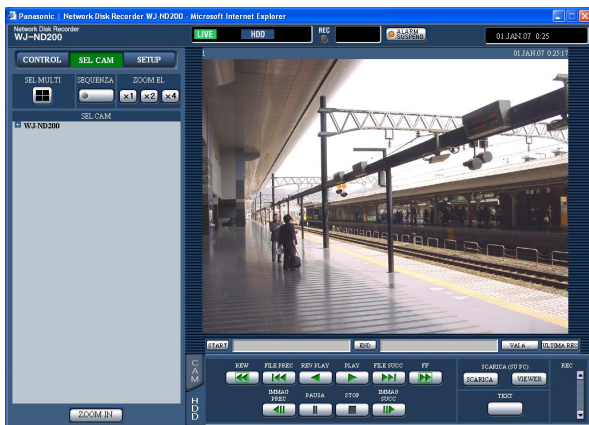 Panasonic | Network Disk Recorder WJ-ND200 - Microsoft Internet Explorer
Network Disk Recorder
WJ-ND200
LIVE HDD REC ALARM SUSPEND 01.JAN.07 0:25
CONTROL SEL CAM SETUP
1 01.JAN.07 0:25:17
SEL MULTI SEQUENZA ZOOM EL
x1 x2 x4
SEL CAM
WJ-ND200
START END VAI A ... ULTIMA REC
CAM
HDD
REW FILE PREC REV PLAY PLAY FILE SUCC FF
SCARICA (SU PC) REC
SCARICA VIEWER
IMMAG PREC PAUSA STOP IMMAG SUCC
TEXT
ZOOM IN